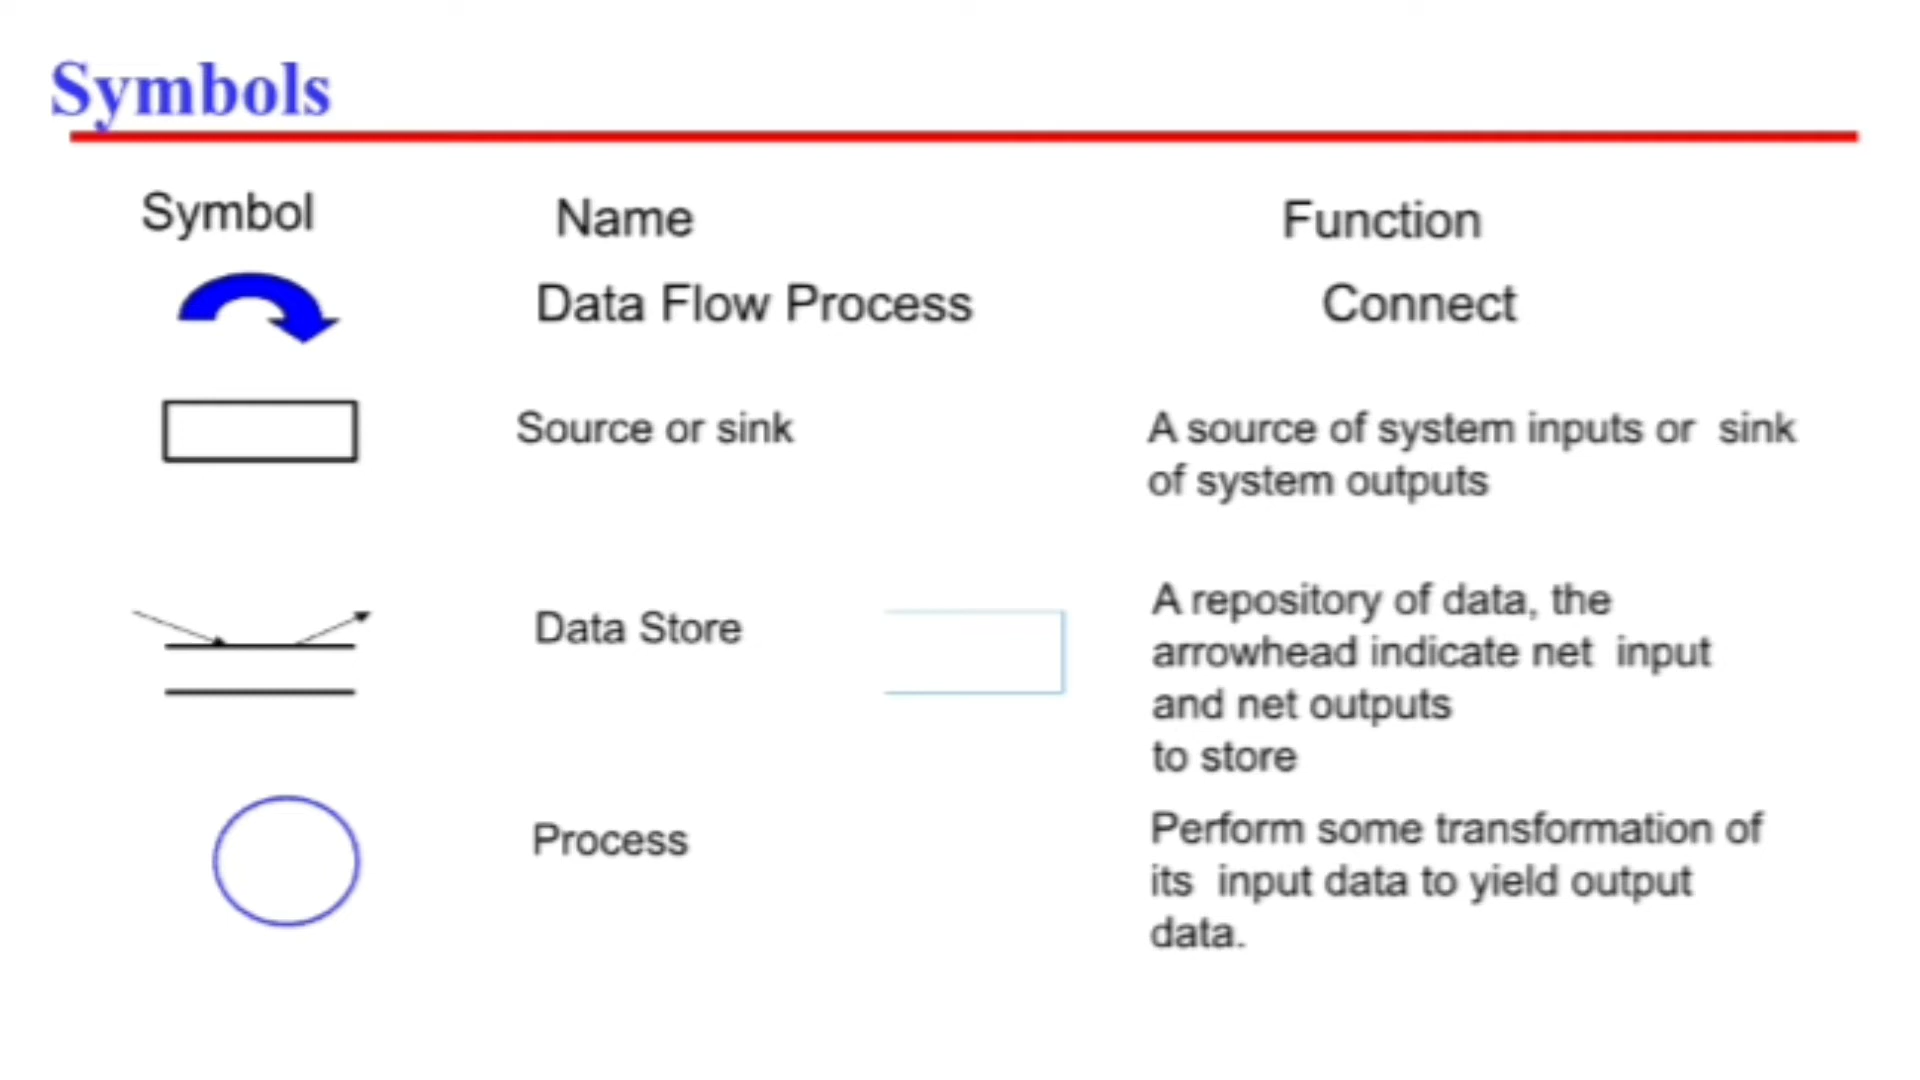 Symbols
Symbol Name Function
Data Flow Process Connect
Source or sink
A source of system inputs or sink
of system outputs
Data Store
A repository of data, the
arrowhead indicate net input
and net outputs
to store
Process
Perform some transformation of
its input data to yield output
data.